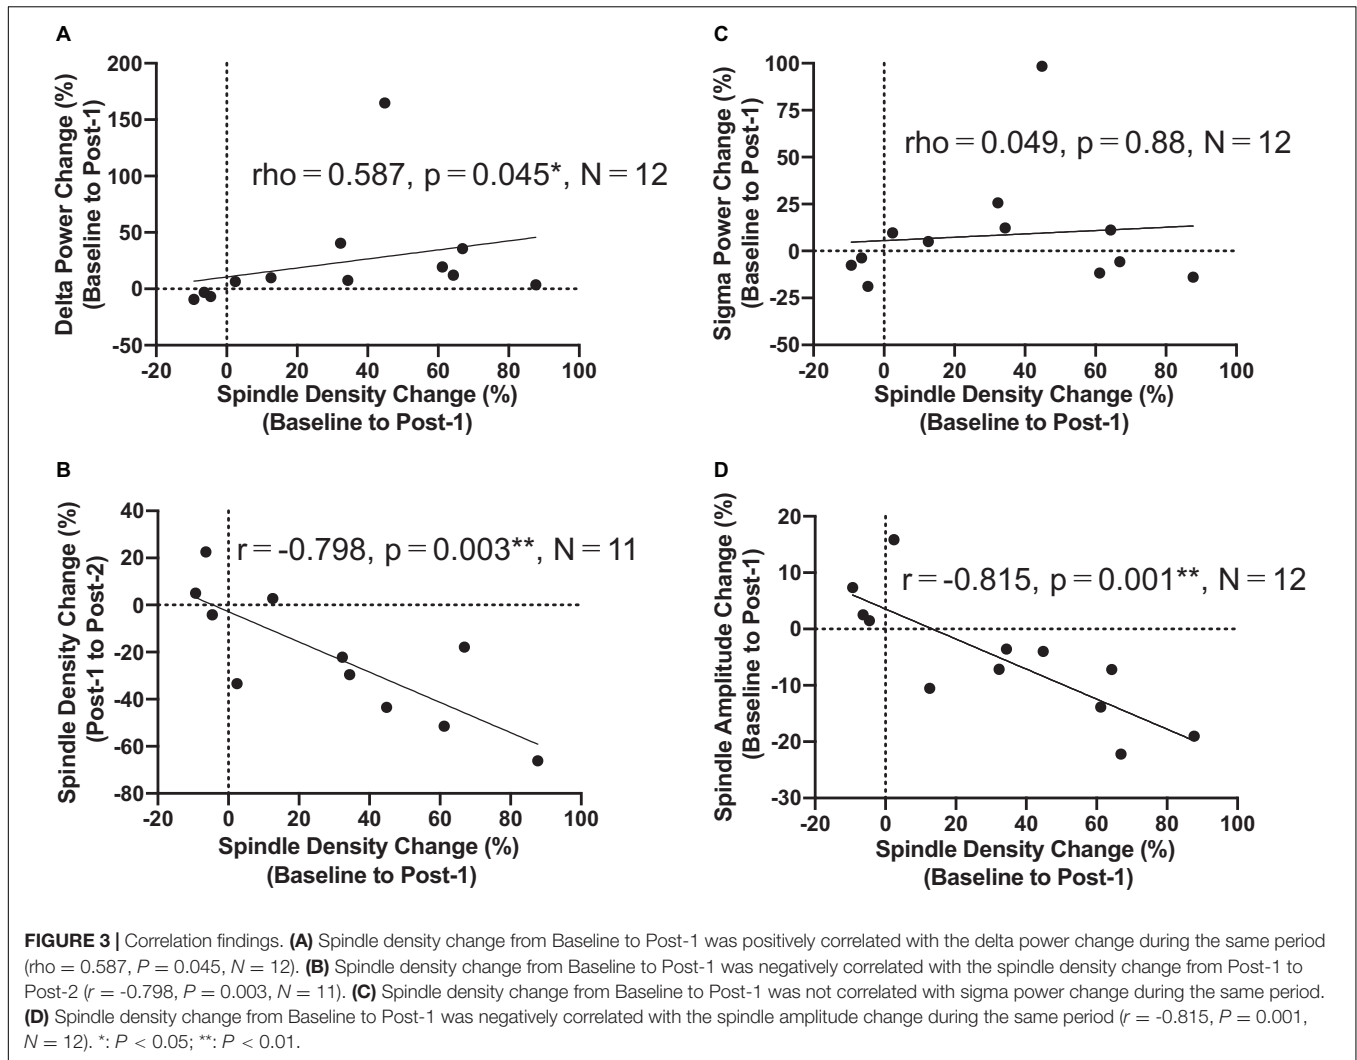 A
Delta Power Change (%)
(Baseline to Post-1)
200
150
100
50
0
-50
rho = 0.587, p = 0.045*, N = 12
-20 0 20 40 60 80 100
Spindle Density Change (%)
(Baseline to Post-1)
C
Sigma Power Change (%)
(Baseline to Post-1)
100
75
50
25
0
-25
-50
rho = 0.049, p = 0.88, N = 12
-20 0 20 40 60 80 100
Spindle Density Change (%)
(Baseline to Post-1)
B
Spindle Density Change (%)
(Post-1 to Post-2)
40
20
0
-20
-40
-60
-80
r = -0.798, p = 0.003**, N = 11
-20 0 20 40 60 80 100
Spindle Density Change (%)
(Baseline to Post-1)
D
Spindle Amplitude Change (%)
(Baseline to Post-1)
20
10
0
-10
-20
-30
r = -0.815, p = 0.001**, N = 12
-20 0 20 40 60 80 100
Spindle Density Change (%)
(Baseline to Post-1)
FIGURE 3 | Correlation findings. (A) Spindle density change from Baseline to Post-1 was positively correlated with the delta power change during the same period
(rho = 0.587, P = 0.045, N = 12). (B) Spindle density change from Baseline to Post-1 was negatively correlated with the spindle density change from Post-1 to
Post-2 (r = -0.798, P = 0.003, N = 11). (C) Spindle density change from Baseline to Post-1 was not correlated with sigma power change during the same period.
(D) Spindle density change from Baseline to Post-1 was negatively correlated with the spindle amplitude change during the same period (r = -0.815, P = 0.001,
N = 12). *: P < 0.05; **: P < 0.01.